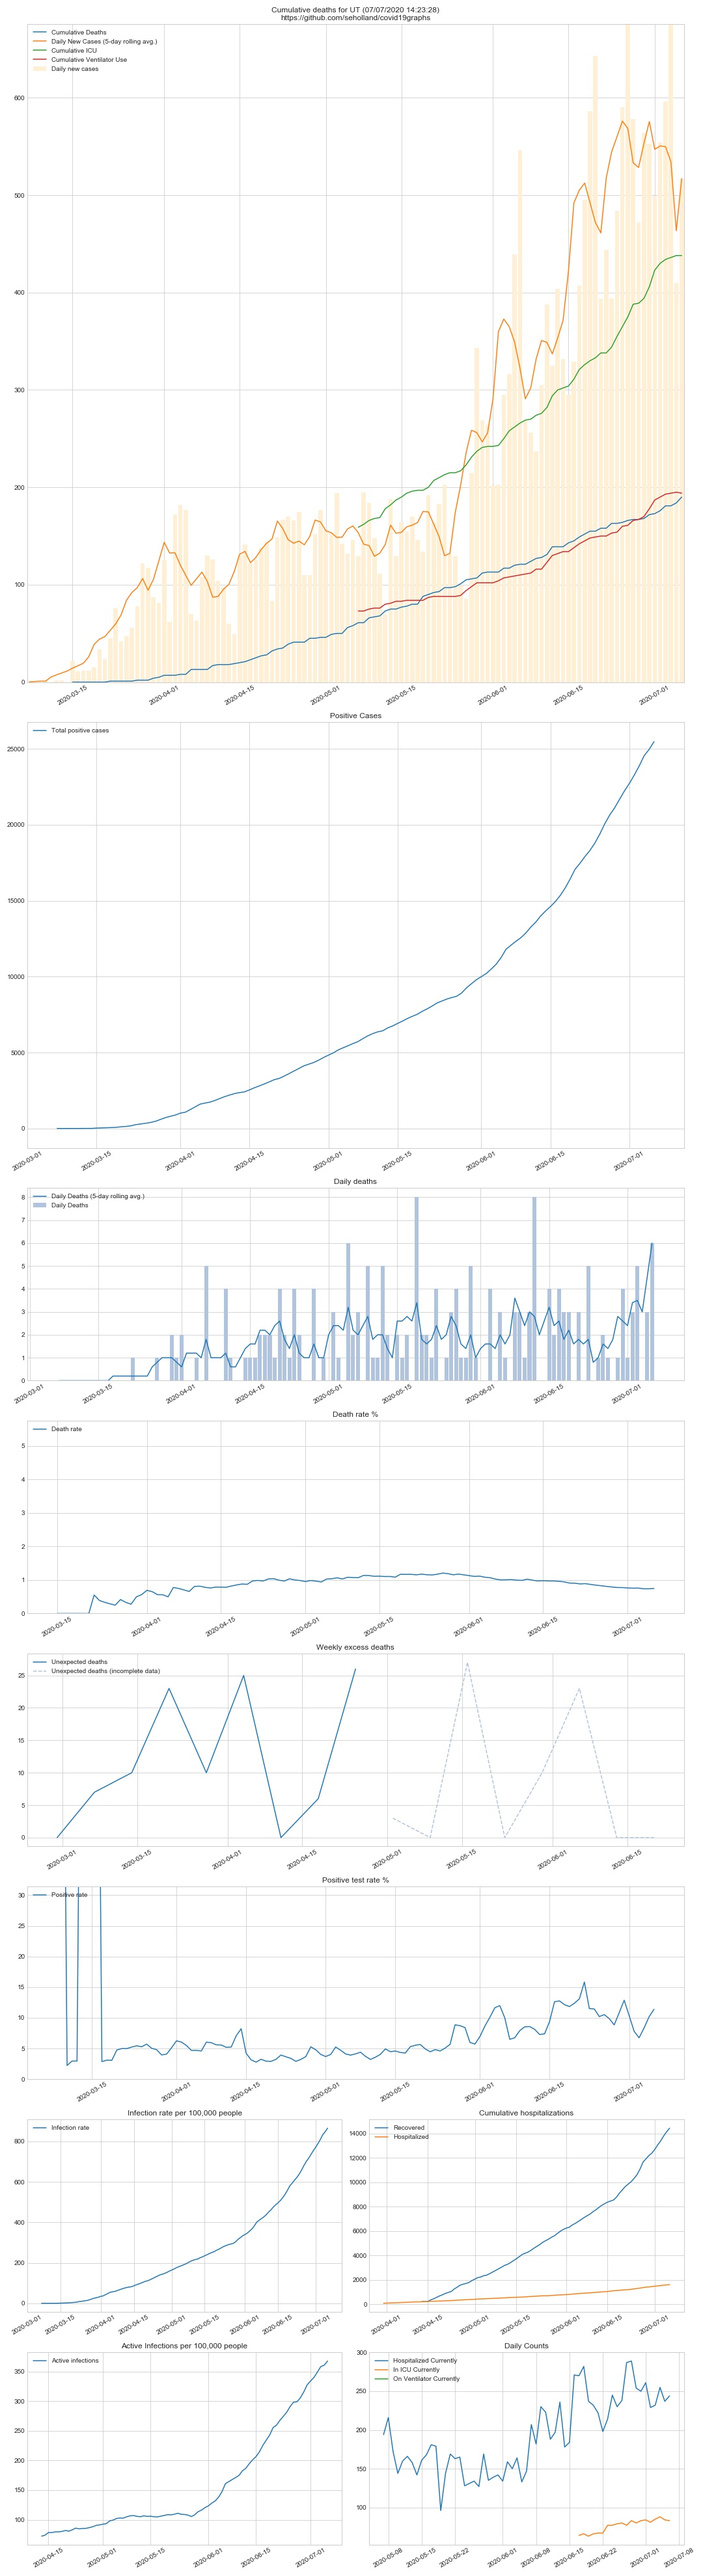 Cumulative deaths for UT (07/07/2020 14:23:28)
https://github.com/seholland/covid19graphs
Cumulative Deaths
Daily New Cases (5-day rolling avg.)
Cumulative ICU
Cumulative Ventilator Use
Daily new cases
600
500
400
300
200
100
0
2020-03-15 2020-04-01 2020-04-15 2020-05-01 2020-05-15 2020-06-01 2020-06-15 2020-07-01
Positive Cases
Total positive cases
25000
20000
15000
10000
5000
0
2020-03-01 2020-03-15 2020-04-01 2020-04-15 2020-05-01 2020-05-15 2020-06-01 2020-06-15 2020-07-01
Daily deaths
Daily Deaths (5-day rolling avg.)
Daily Deaths
8
7
6
5
4
3
2
1
0
2020-03-01 2020-03-15 2020-04-01 2020-04-15 2020-05-01 2020-05-15 2020-06-01 2020-06-15 2020-07-01
Death rate %
Death rate
5
4
3
2
1
0
2020-03-15 2020-04-01 2020-04-15 2020-05-01 2020-05-15 2020-06-01 2020-06-15 2020-07-01
Weekly excess deaths
Unexpected deaths
Unexpected deaths (incomplete data)
25
20
15
10
5
0
2020-03-01 2020-03-15 2020-04-01 2020-04-15 2020-05-01 2020-05-15 2020-06-01 2020-06-15
Positive test rate %
Positive rate
30
25
20
15
10
5
0
2020-03-15 2020-04-01 2020-04-15 2020-05-01 2020-05-15 2020-06-01 2020-06-15 2020-07-01
Infection rate per 100,000 people
Infection rate
800
600
400
200
0
2020-03-01 2020-03-15 2020-04-01 2020-04-15 2020-05-01 2020-05-15 2020-06-01 2020-06-15 2020-07-01
Cumulative hospitalizations
Recovered
Hospitalized
14000
12000
10000
8000
6000
4000
2000
0
2020-04-01 2020-04-15 2020-05-01 2020-05-15 2020-06-01 2020-06-15 2020-07-01
Active Infections per 100,000 people
Active infections
350
300
250
200
150
100
2020-04-15 2020-05-01 2020-05-15 2020-06-01 2020-06-15 2020-07-01
Daily Counts
Hospitalized Currently
In ICU Currently
On Ventilator Currently
300
250
200
150
100
2020-05-08 2020-05-15 2020-05-22 2020-06-01 2020-06-08 2020-06-15 2020-06-22 2020-07-01 2020-07-08